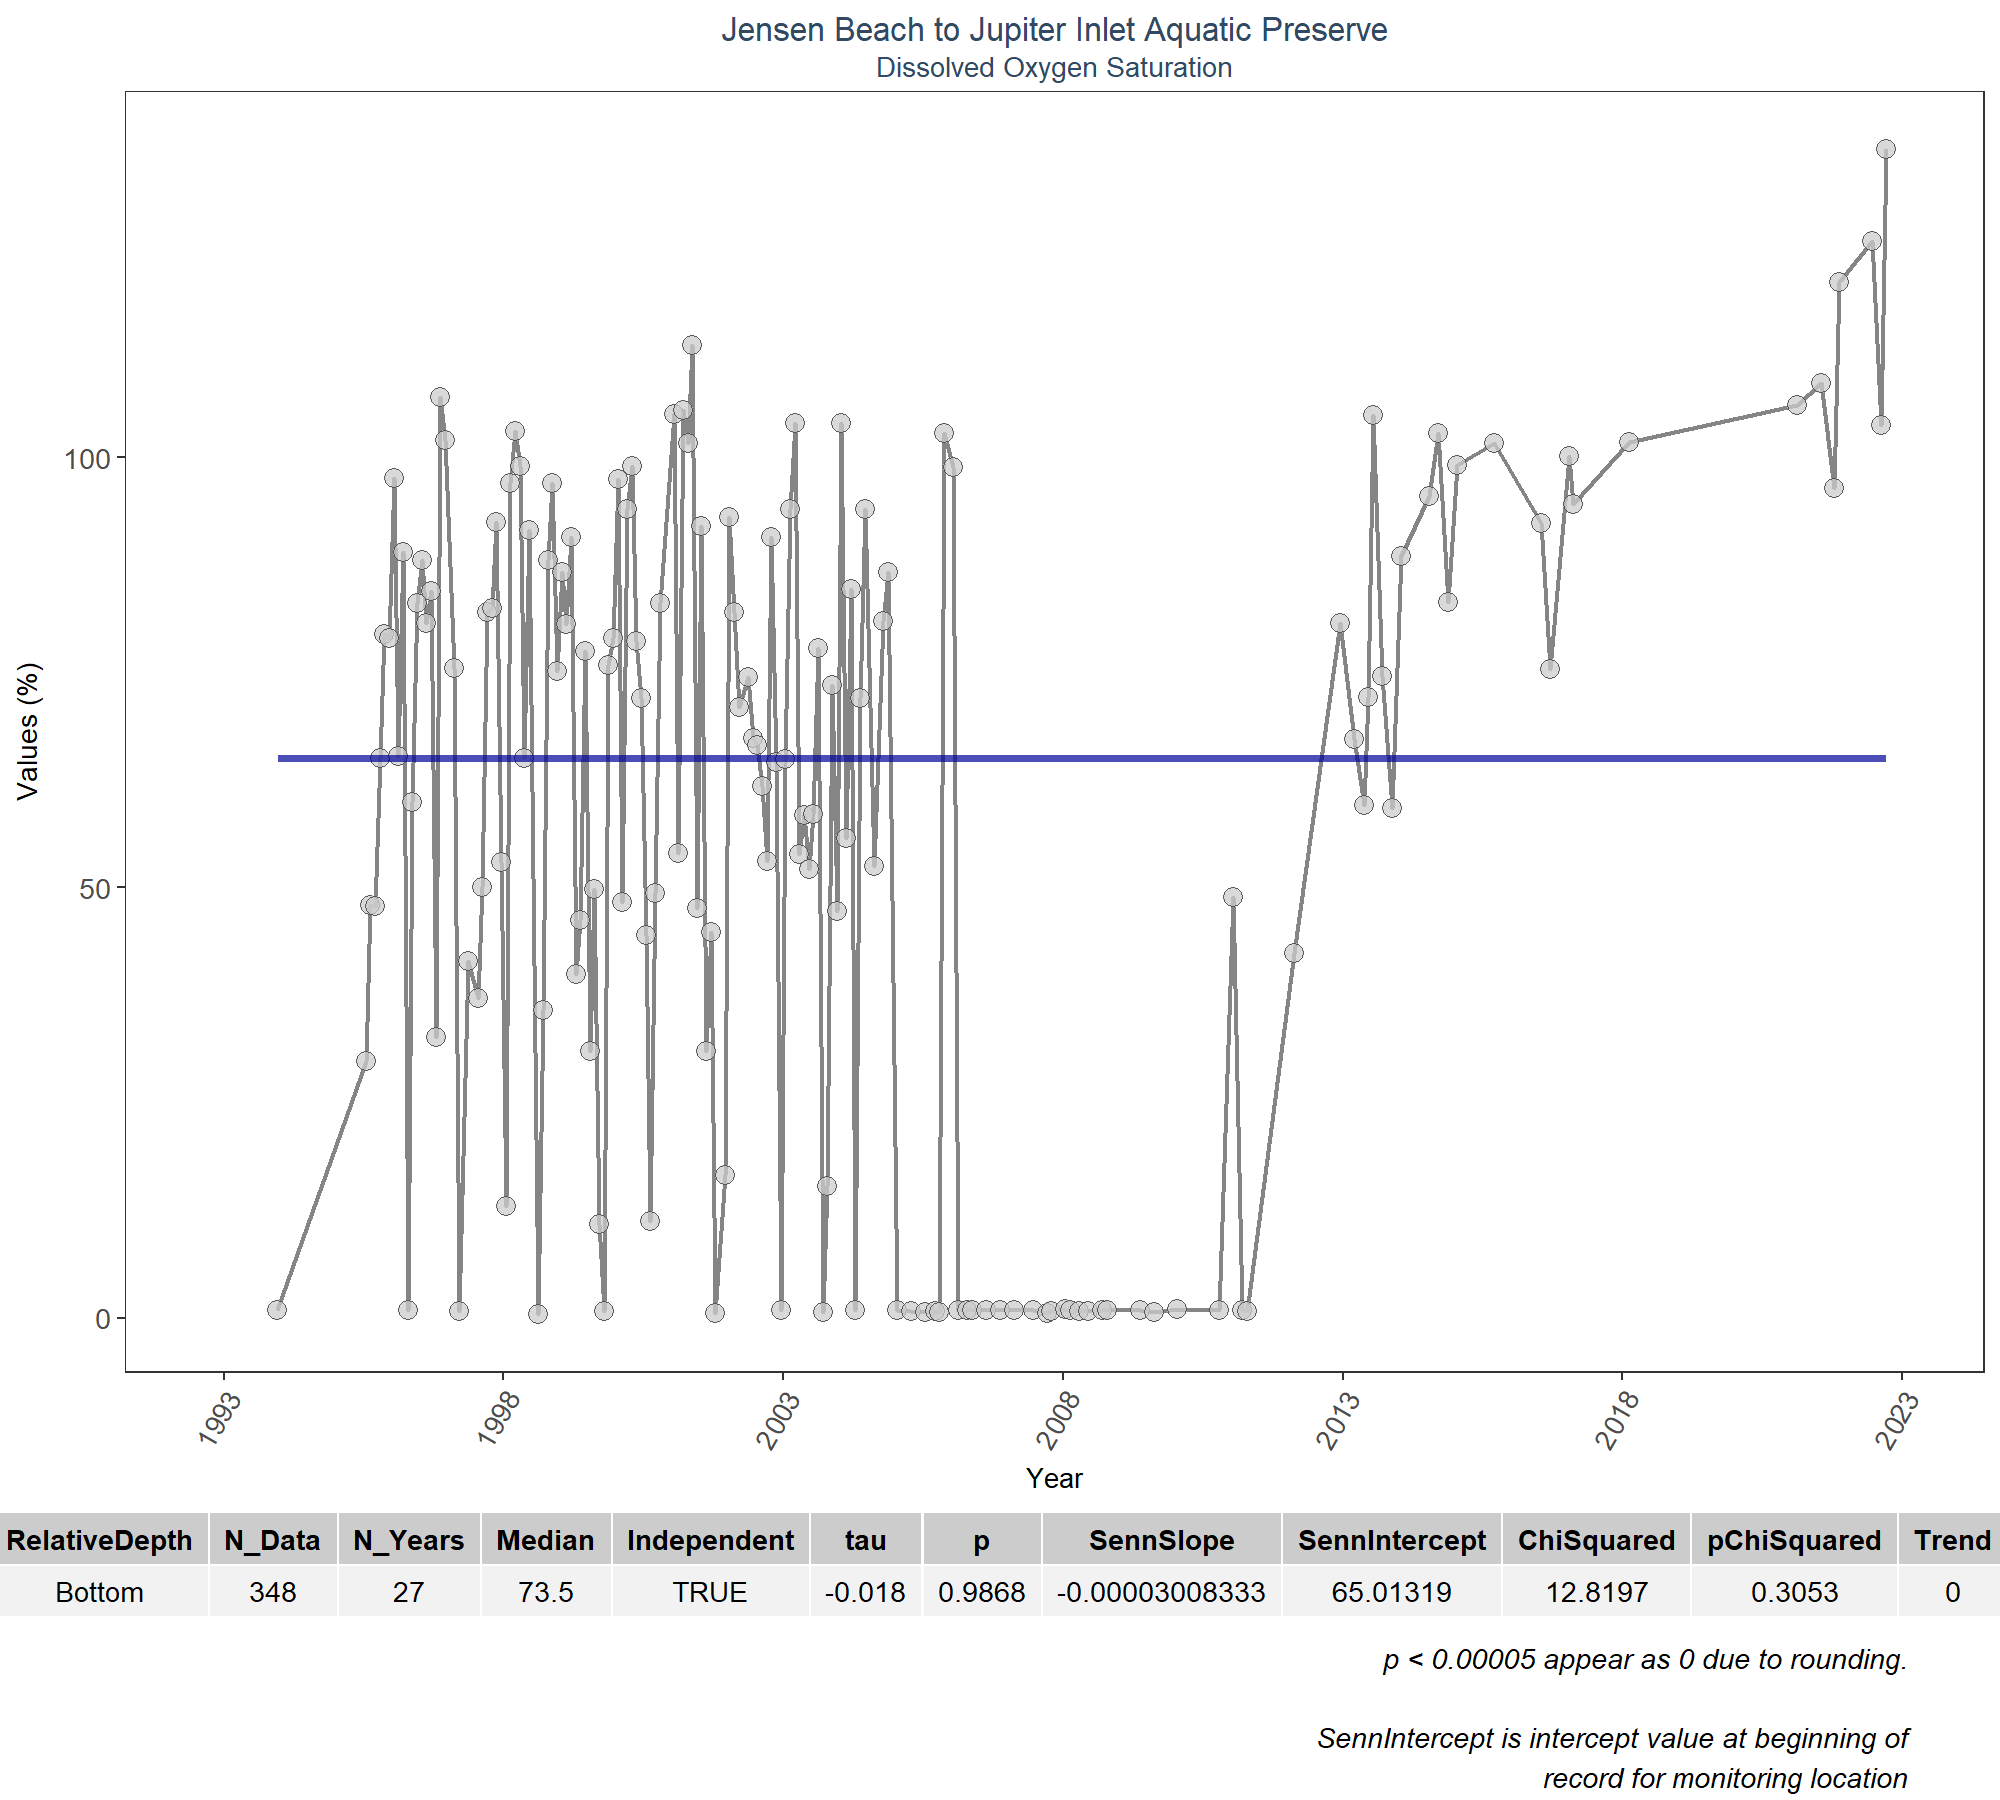 Jensen Beach to Jupiter Inlet Aquatic Preserve
Dissolved Oxygen Saturation
Values (%)
100
50
0
1993 1998 2003 2008 2013 2018 2023
Year
RelativeDepth N_Data N_Years Median Independent tau p SennSlope SennIntercept ChiSquared pChiSquared Trend
Bottom 348 27 73.5 TRUE -0.018 0.9868 -0.00003008333 65.01319 12.8197 0.3053 0
p < 0.00005 appear as 0 due to rounding.
SennIntercept is intercept value at beginning of
record for monitoring location